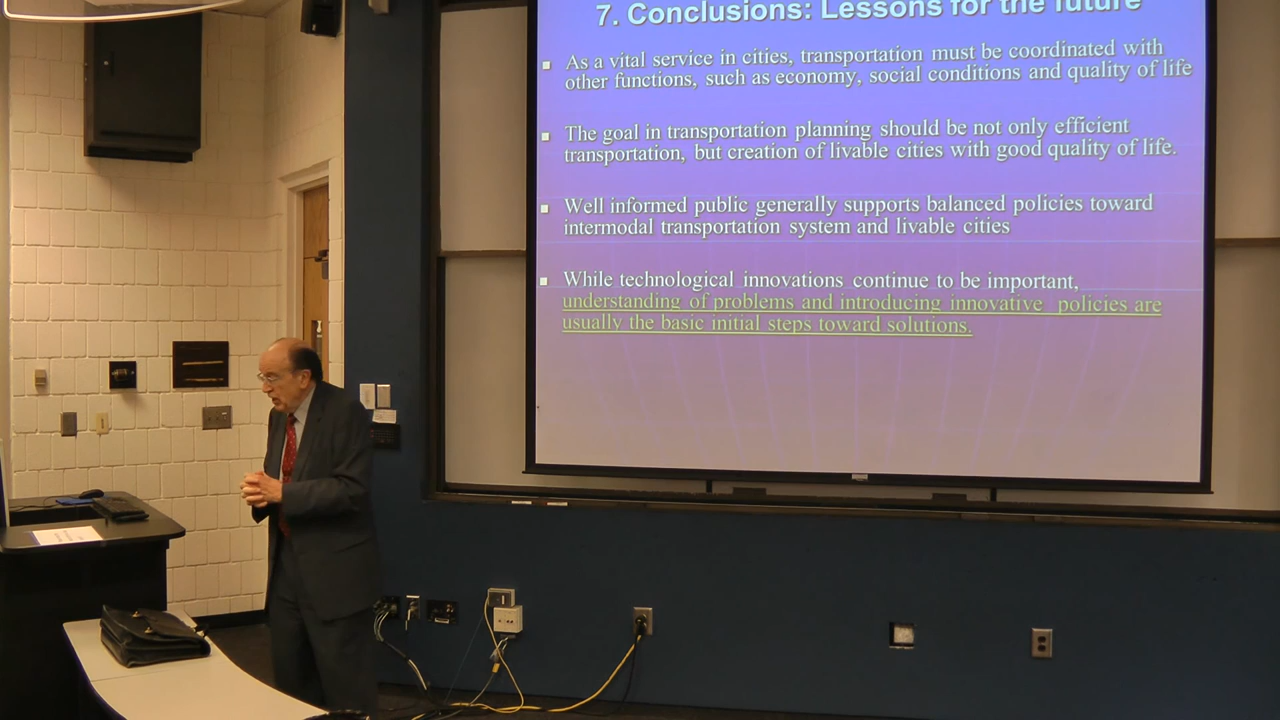 7. Conclusions: Lessons for the future
As a vital service in cities, transportation must be coordinated with
other functions, such as economy, social conditions and quality of life
The goal in transportation planning should be not only efficient
transportation, but creation of livable cities with good quality of life.
Well informed public generally supports balanced policies toward
intermodal transportation system and livable cities
While technological innovations continue to be important,
understanding of problems and introducing innovative policies are
usually the basic initial steps toward solutions.